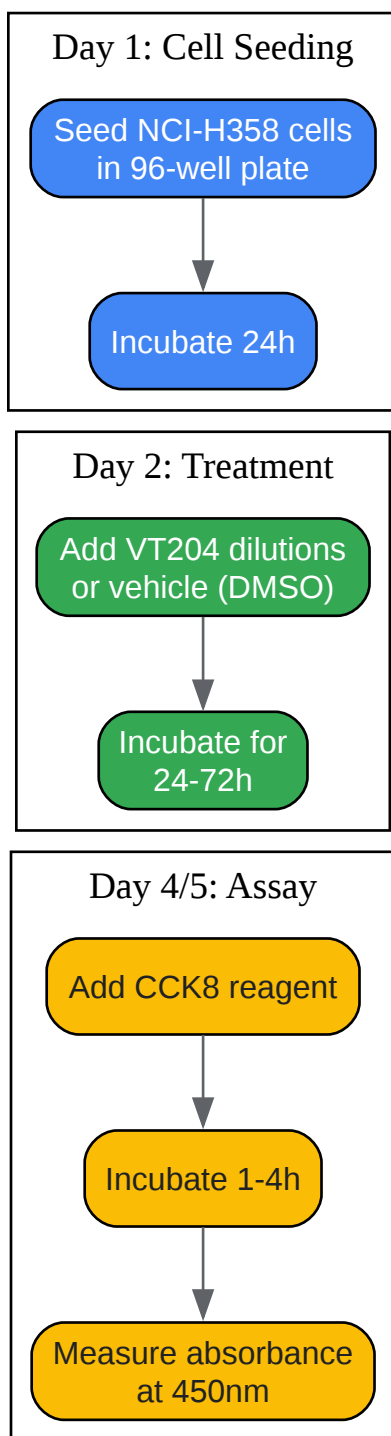 Day 1: Cell Seeding
Seed NCI-H358 cells
in 96-well plate
Incubate 24h
Day 2: Treatment
Add VT204 dilutions
or vehicle (DMSO)
Incubate for
24-72h
Day 4/5: Assay
Add CCK8 reagent
Incubate 1-4h
Measure absorbance
at 450nm